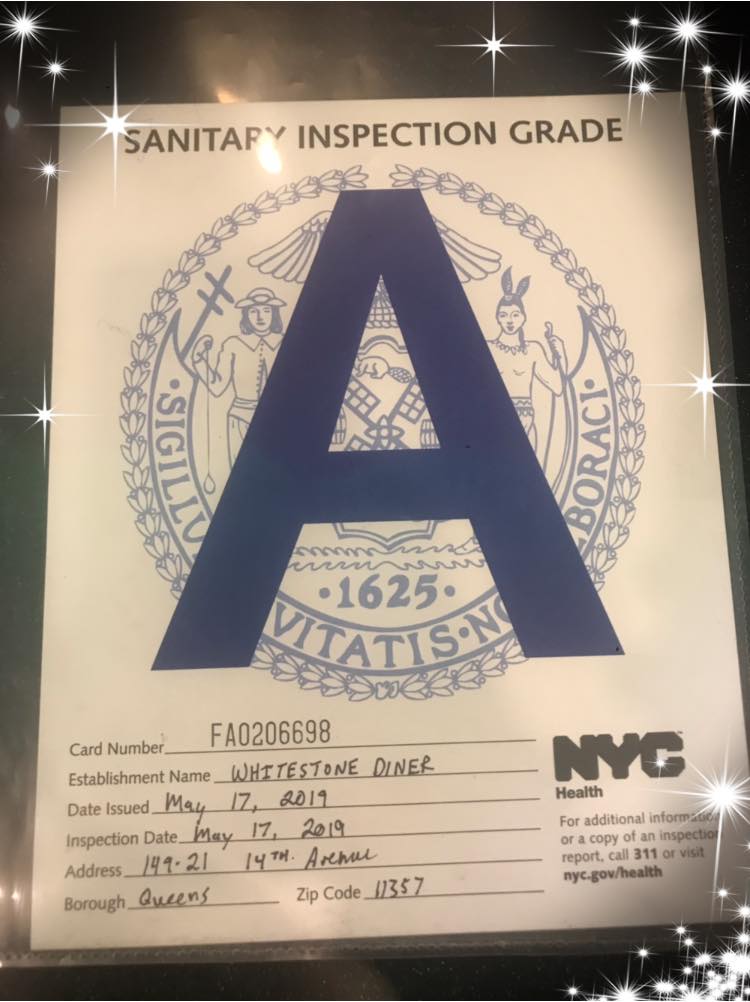 SANITARY INSPECTION GRADE
A
·SIGILLU
BORACI·
·1625·
VITATIS·NO
Card Number FA0206698
Establishment Name WHITESTONE DINER
Date Issued May 17, 2019
Inspection Date May 17, 2019
Address 149-21 14TH. Avenue
Borough Queens Zip Code 11357
NYC
Health
For additional information
or a copy of an inspection
report, call 311 or visit
nyc.gov/health